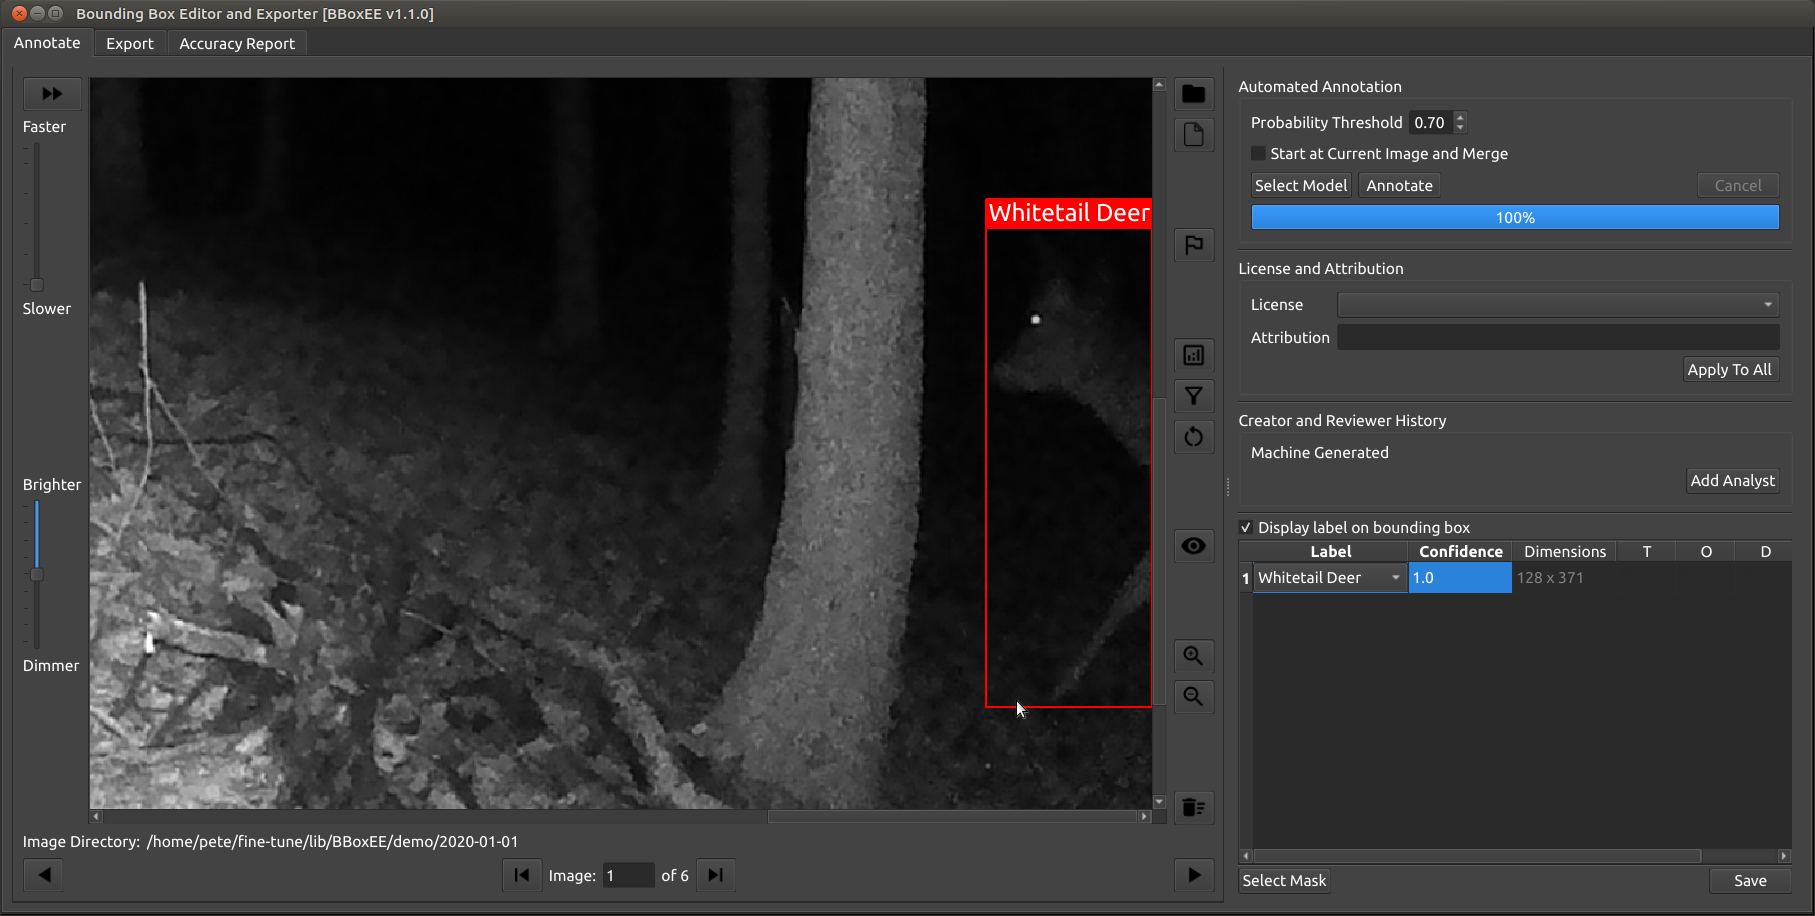 Bounding Box Editor and Exporter [BBoxEE v1.1.0]
Annotate Export Accuracy Report
Faster
Slower
Brighter
Dimmer
Whitetail Deer
Image Directory: /home/pete/fine-tune/lib/BBoxEE/demo/2020-01-01
Image: 1 of 6
Automated Annotation
Probability Threshold 0.70
Start at Current Image and Merge
Select Model Annotate Cancel
100%
License and Attribution
License
Attribution
Apply To All
Creator and Reviewer History
Machine Generated
Add Analyst
Display label on bounding box
Label Confidence Dimensions T O D
1 Whitetail Deer 1.0 128 x 371
Select Mask Save